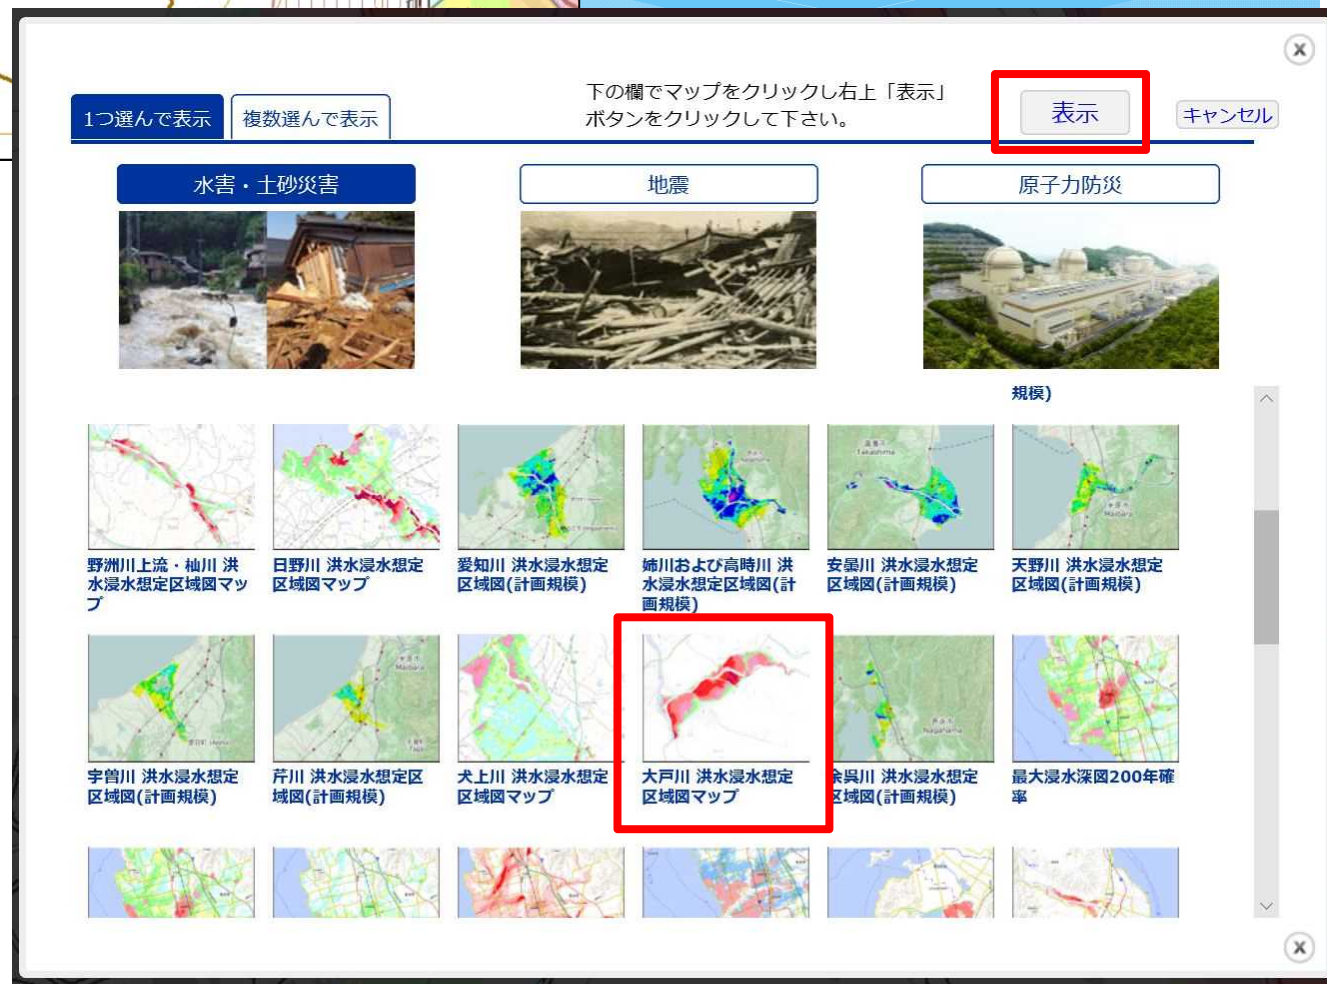 下の欄でマップをクリックし右上「表示」
ボタンをクリックして下さい。
表示
キャンセル
1つ選んで表示
複数選んで表示
水害・土砂災害
地震
原子力防災
規模)
野洲川上流・杣川 洪
水浸水想定区域図マッ
プ
日野川 洪水浸水想定
区域図マップ
愛知川 洪水浸水想定
区域図(計画規模)
姉川および高時川 洪
水浸水想定区域図(計
画規模)
安曇川 洪水浸水想定
区域図(計画規模)
天野川 洪水浸水想定
区域図(計画規模)
宇曽川 洪水浸水想定
区域図(計画規模)
芹川 洪水浸水想定区
域図(計画規模)
犬上川 洪水浸水想定
区域図マップ
大戸川 洪水浸水想定
区域図マップ
余呉川 洪水浸水想定
区域図(計画規模)
最大浸水深図200年確
率